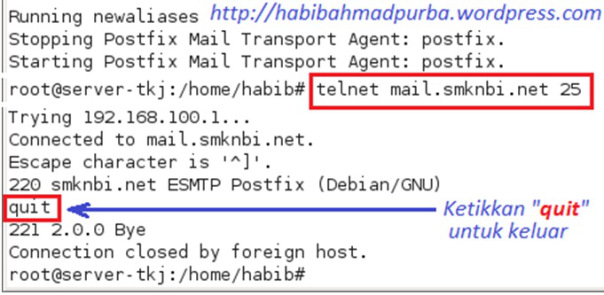 Running newaliases http://habibahmadpurba.wordpress.com
Stopping Postfix Mail Transport Agent: postfix.
Starting Postfix Mail Transport Agent: postfix.
root@server-tkj:/home/habib# telnet mail.smknbi.net 25
Trying 192.168.100.1...
Connected to mail.smknbi.net.
Escape character is '^]'.
220 smknbi.net ESMTP Postfix (Debian/GNU)
quit Ketikkan "quit"
untuk keluar
221 2.0.0 Bye
Connection closed by foreign host.
root@server-tkj:/home/habib#